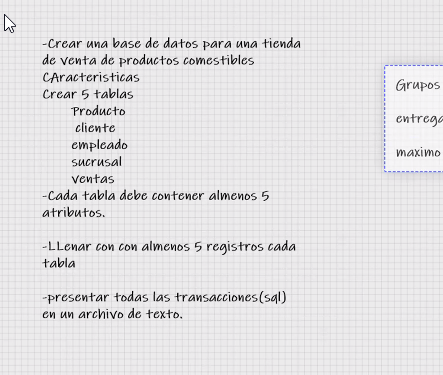 -Crear una base de datos para una tienda
de venta de productos comestibles
CAracteristicas
Crear 5 tablas
Producto
cliente
empleado
sucrusal
ventas
-Cada tabla debe contener almenos 5
atributos.
-LLenar con con almenos 5 registros cada
tabla
-presentar todas las transacciones(sql)
en un archivo de texto.
Grupos
entrega
maximo